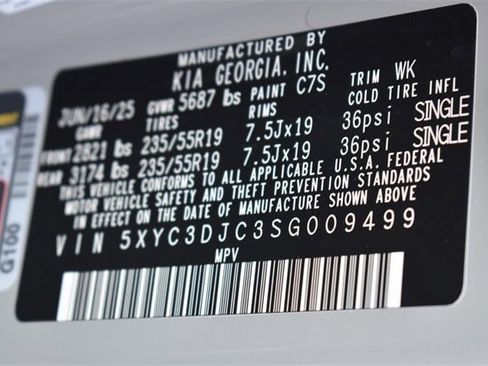 MANUFACTURED BY
KIA GEORGIA, INC.
JUN/16/25 GVWR 5687 lbs PAINT C7S TRIM WK
GAWR TIRES RIMS COLD TIRE INFL
FRONT 2821 lbs 235/55R19 7.5Jx19 36psi SINGLE
REAR 3174 lbs 235/55R19 7.5Jx19 36psi SINGLE
THIS VEHICLE CONFORMS TO ALL APPLICABLE U.S.A. FEDERAL
MOTOR VEHICLE SAFETY AND THEFT PREVENTION STANDARDS
IN EFFECT ON THE DATE OF MANUFACTURE SHOWN ABOVE
VIN 5XYC3DJC3SG009499
MPV
G100